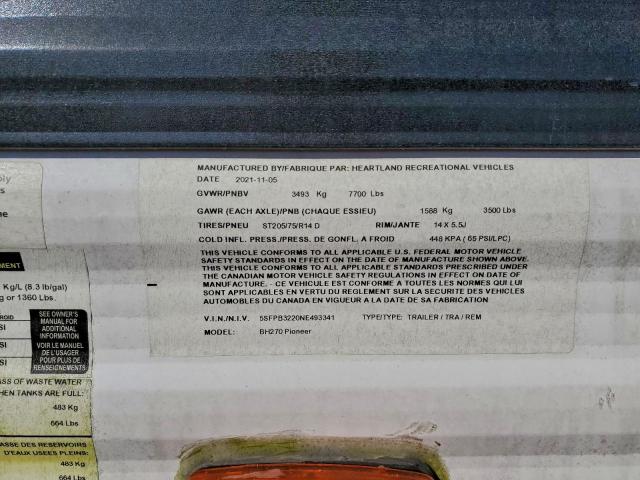 MANUFACTURED BY/FABRIQUE PAR: HEARTLAND RECREATIONAL VEHICLES
DATE 2021-11-05
GVWR/PNBV 3493 Kg 7700 Lbs
GAWR (EACH AXLE)/PNB (CHAQUE ESSIEU) 1588 Kg 3500 Lbs
TIRES/PNEU ST205/75/R14 D RIM/JANTE 14 X 5.5J
COLD INFL. PRESS./PRESS. DE GONFL. A FROID 448 KPA ( 65 PSI/LPC)
THIS VEHICLE CONFORMS TO ALL APPLICABLE U.S. FEDERAL MOTOR VEHICLE
SAFETY STANDARDS IN EFFECT ON THE DATE OF MANUFACTURE SHOWN ABOVE.
THIS VEHICLE CONFORMS TO ALL APPLICABLE STANDARDS PRESCRIBED UNDER
THE CANADIAN MOTOR VEHICLE SAFETY REGULATIONS IN EFFECT ON DATE OF
MANUFACTURE. - CE VEHICULE EST CONFORME A TOUTES LES NORMES QUI LUI
SONT APPLICABLES EN VERTU DU REGLEMENT SUR LA SECURITE DES VEHICLES
AUTOMOBILES DU CANADA EN VIGUEUR A LA DATE DE SA FABRICATION
V.I.N./N.I.V. 5SFPB3220NE493341 TYPE/TYPE: TRAILER / TRA / REM
MODEL: BH270 Pioneer
Kg/L (8.3 lb/gal)
or 1360 Lbs.
SEE OWNER'S
MANUAL FOR
ADDITIONAL
INFORMATION
VOIR LE MANUEL
DE L'USAGER
POUR PLUS DE
RENSEIGNEMENTS
OF WASTE WATER
TANKS ARE FULL:
483 Kg
664 Lbs
DES RESERVOIRS
D'EAUX USEES PLEINS:
483 Kg
664 Lbs